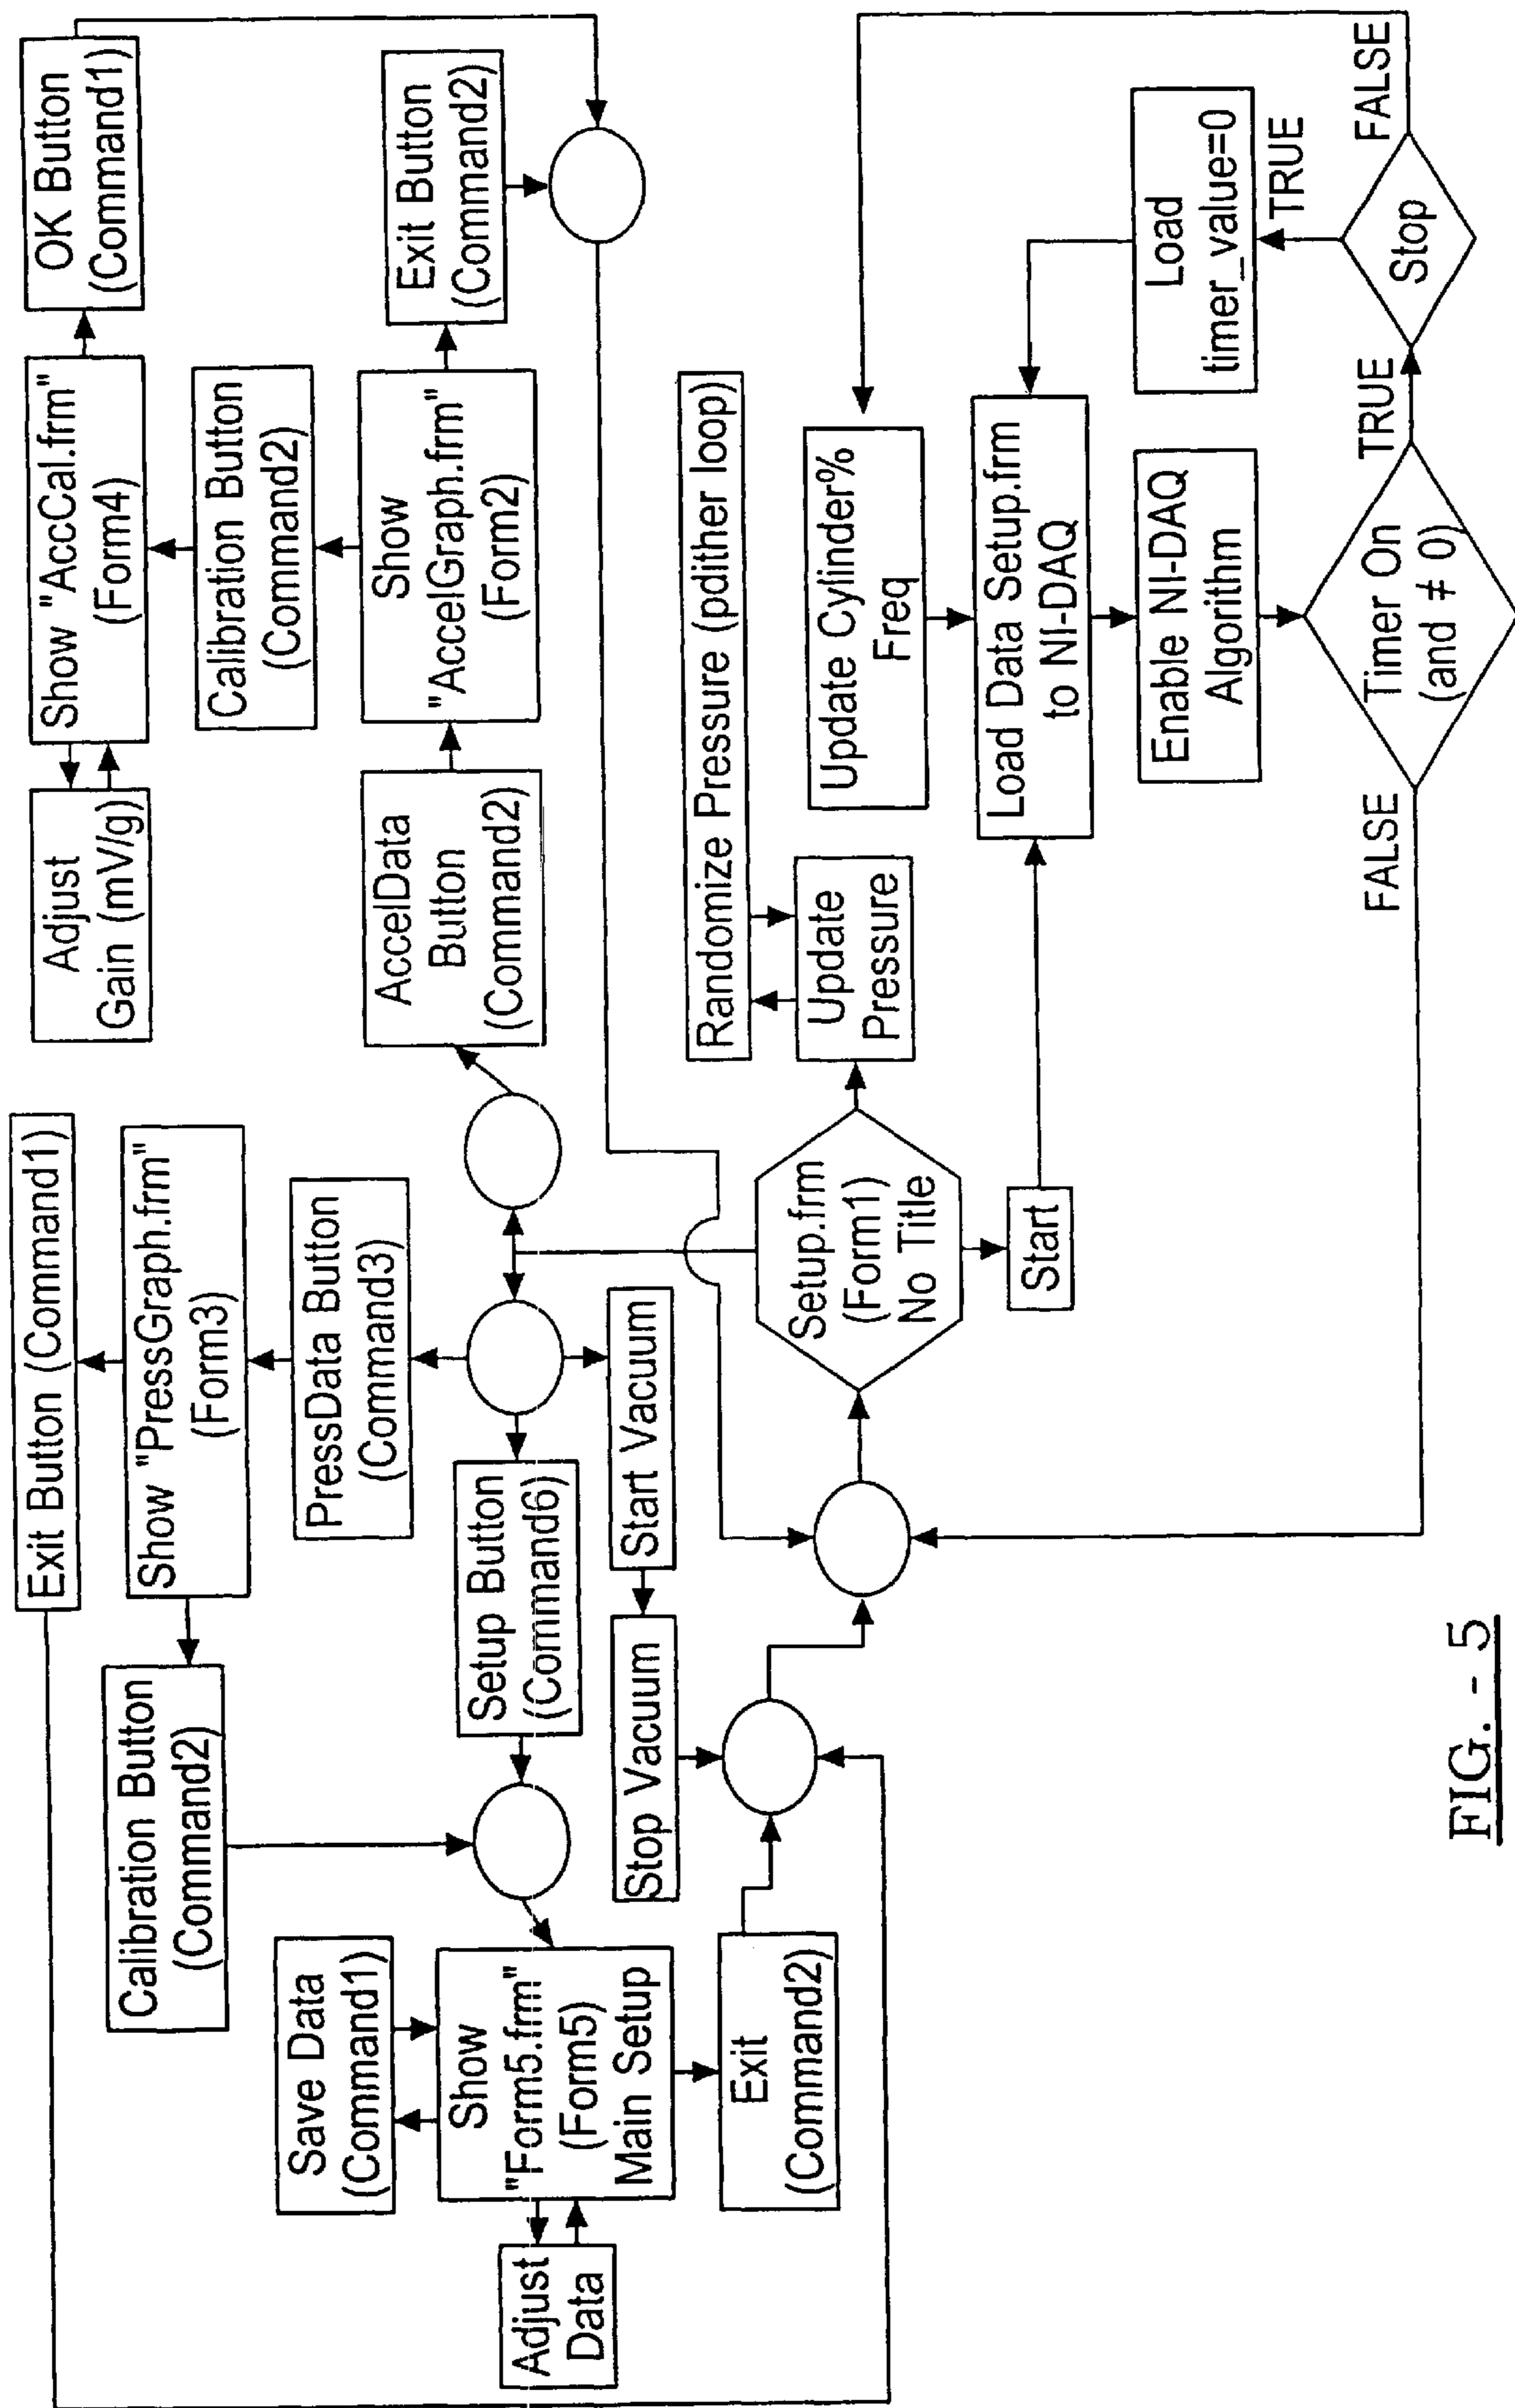 Exit Button (Command1)
Show "PressGraph.frm"
(Form3)
Calibration Button
(Command2)
PressData Button
(Command3)
Save Data
(Command1)
Show
"Form5.frm"
(Form5)
Main Setup
Adjust
Data
Setup Button
(Command6)
Start Vacuum
Stop Vacuum
Exit
(Command2)
Adjust
Gain (mV/g)
Show "AccCal.frm"
(Form4)
OK Button
(Command1)
Calibration Button
(Command2)
AccelData
Button
(Command2)
Show
"AccelGraph.frm"
(Form2)
Exit Button
(Command2)
Randomize Pressure (pdither loop)
Update
Pressure
Setup.frm
(Form1)
No Title
Start
Update Cylinder%
Freq
Load Data Setup.frm
to NI-DAQ
Enable NI-DAQ
Algorithm
Load
timer_value=0
Timer On
(and ≠ 0)
FALSE
TRUE
Stop
TRUE
FALSE
FIG. - 5